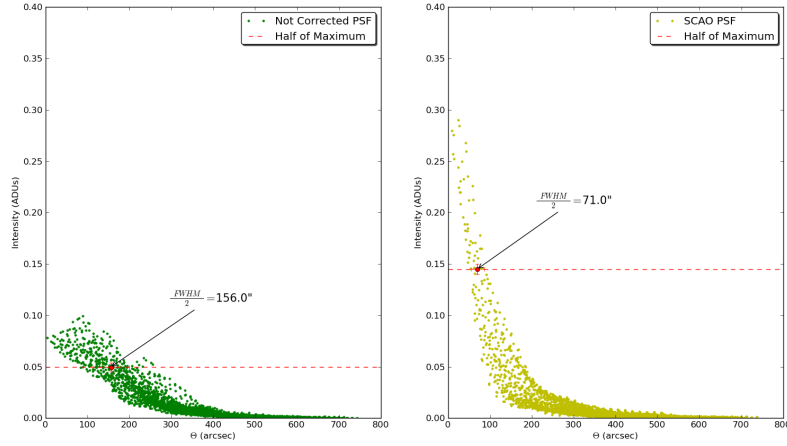 0.40
0.35
0.30
0.25
0.20
0.15
0.10
0.05
0.00
Intensity (ADUs)
Not Corrected PSF
Half of Maximum
FWHM/2 = 156.0"
0 100 200 300 400 500 600 700 800
Θ (arcsec)
0.40
0.35
0.30
0.25
0.20
0.15
0.10
0.05
0.00
Intensity (ADUs)
SCAO PSF
Half of Maximum
FWHM/2 = 71.0"
0 100 200 300 400 500 600 700 800
Θ (arcsec)